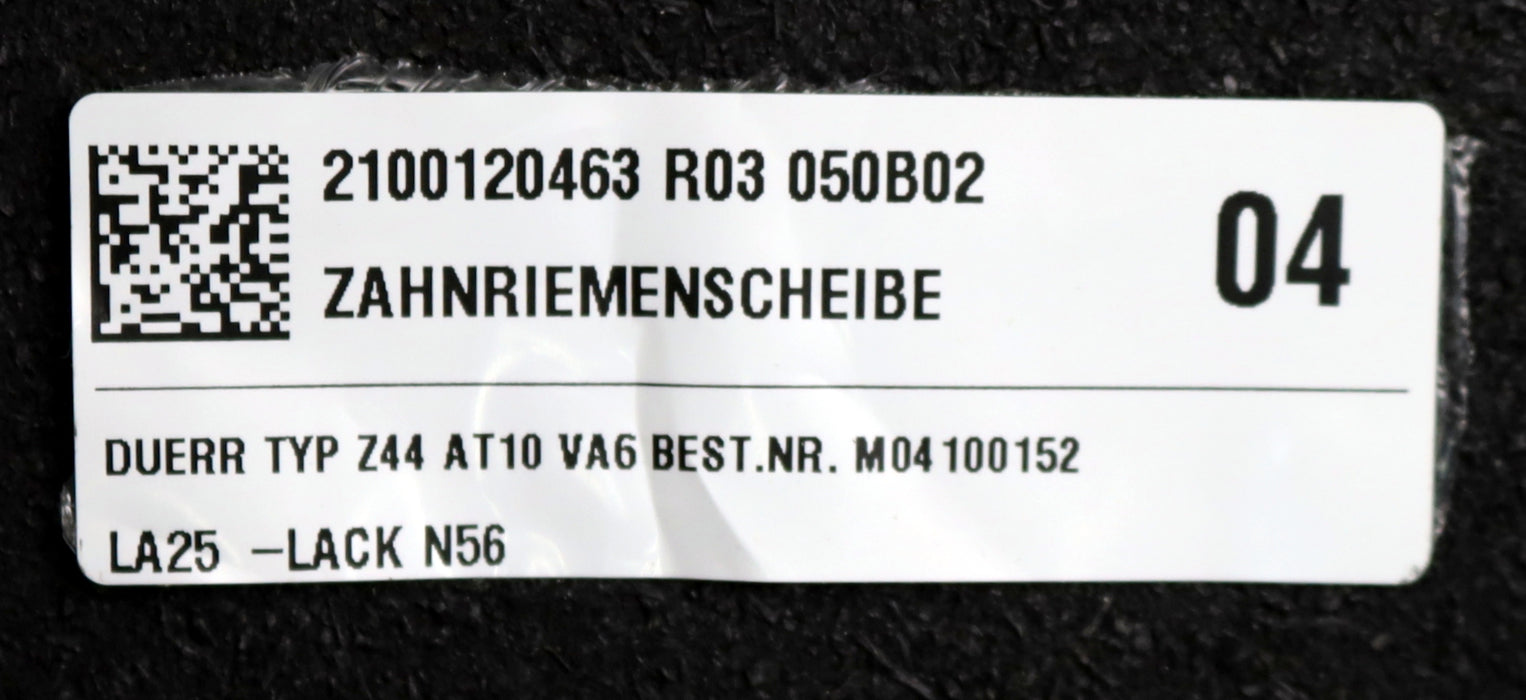 2100120463 R03 050B02
04
ZAHNRIEMENSCHEIBE
DUERR TYP Z44 AT10 VA6 BEST.NR. M04100152
LA25 -LACK N56